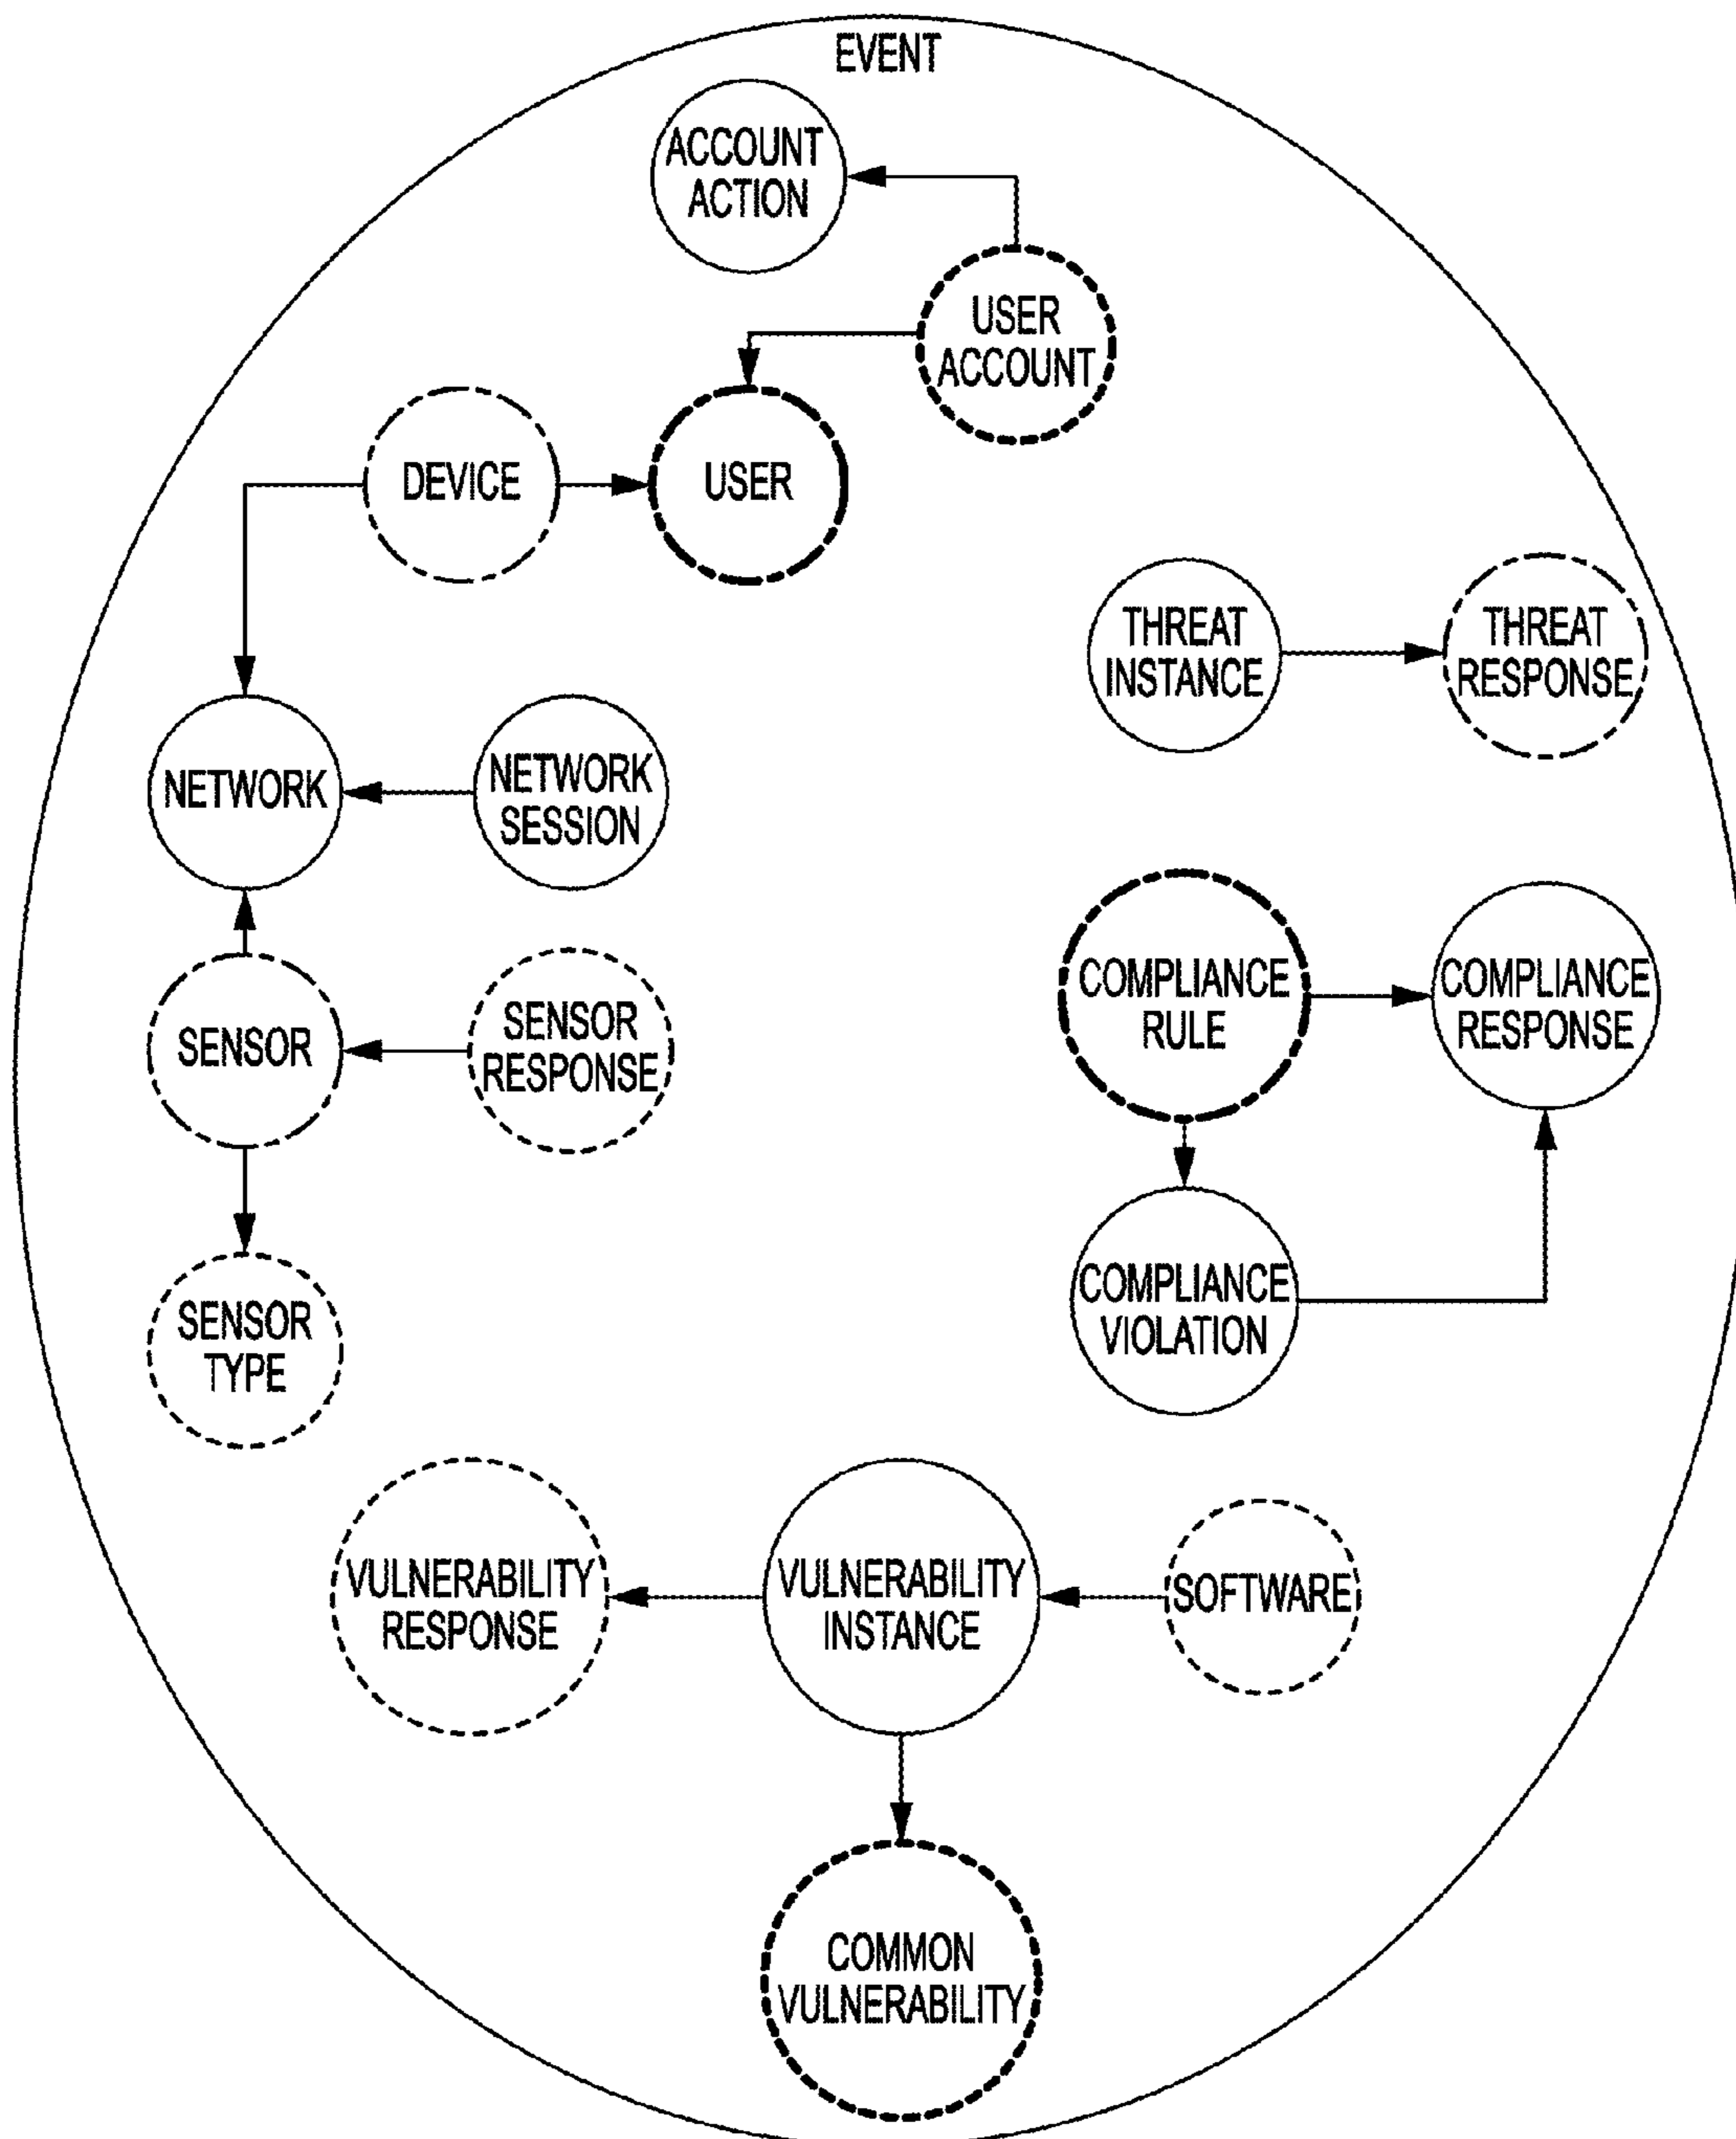 EVENT
ACCOUNT
ACTION
USER
ACCOUNT
DEVICE
USER
THREAT
INSTANCE
THREAT
RESPONSE
NETWORK
NETWORK
SESSION
COMPLIANCE
RULE
COMPLIANCE
RESPONSE
SENSOR
SENSOR
RESPONSE
COMPLIANCE
VIOLATION
SENSOR
TYPE
VULNERABILITY
RESPONSE
VULNERABILITY
INSTANCE
SOFTWARE
COMMON
VULNERABILITY